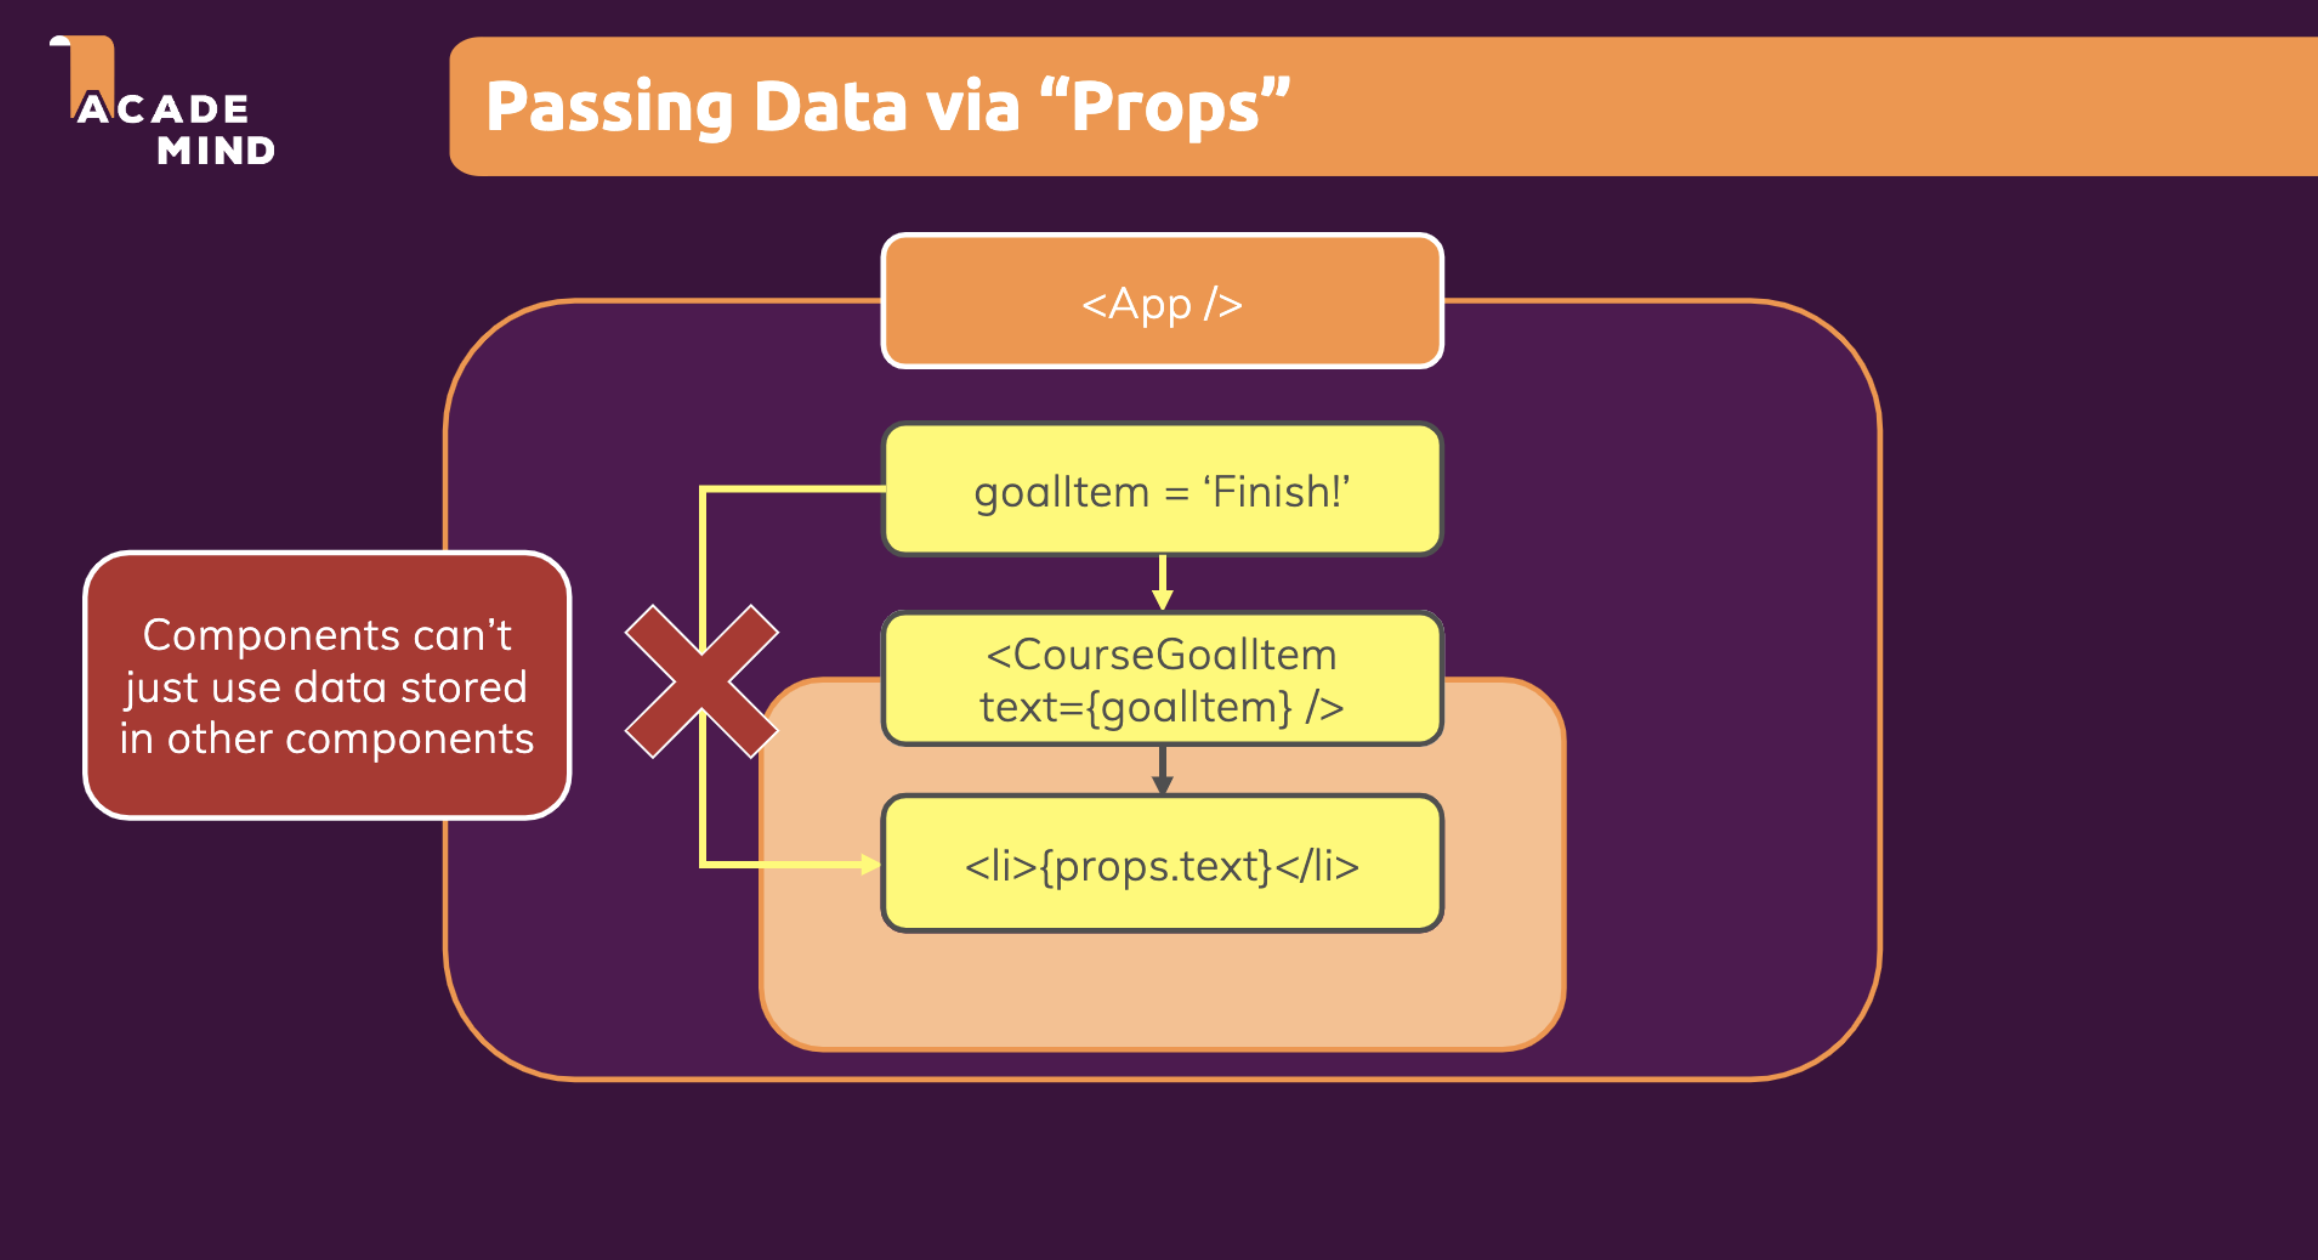 ACADE
MIND
Passing Data via “Props”
<App />
goalItem = ‘Finish!’
Components can’t
just use data stored
in other components
<CourseGoalItem
text={goalItem} />
<li>{props.text}</li>